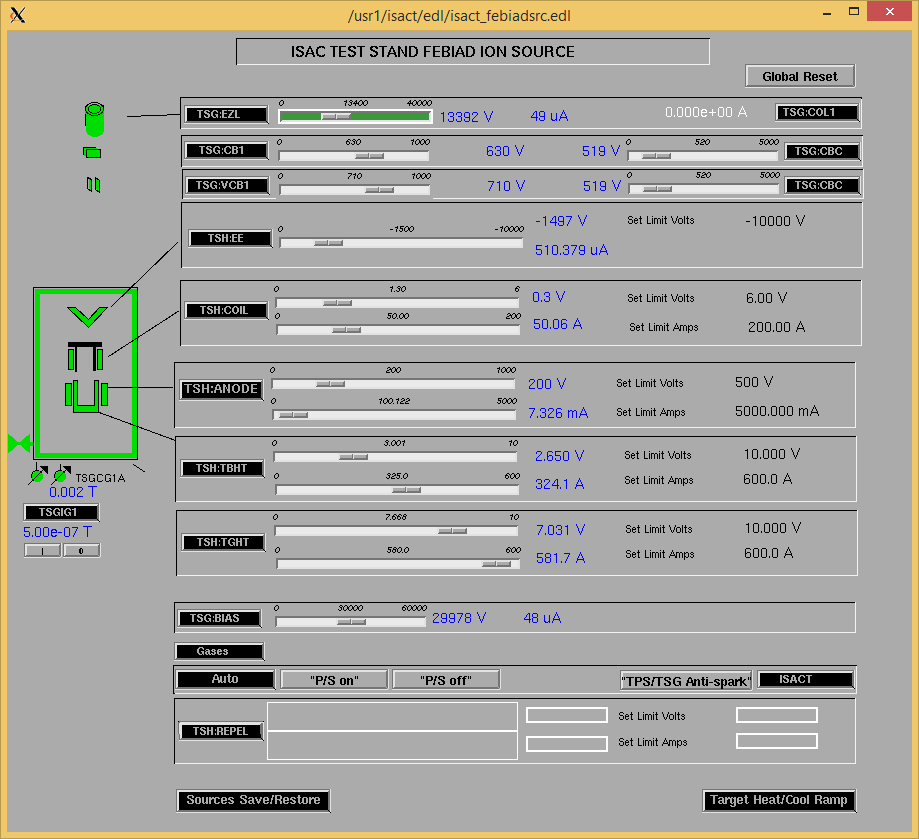 X
/usr1/isact/edl/isact_febiadsrc.edl
ISAC TEST STAND FEBIAD ION SOURCE
Global Reset
TSG:EZL 0 13400 40000 13392 V 49 uA 0.000e+00 A TSG:COL1
TSG:CB1 0 630 1000 630 V 519 V 0 520 5000 TSG:CBC
TSG:VCB1 0 710 1000 710 V 519 V 0 520 5000 TSG:CBC
TSH:EE 0 -1500 -10000 -1497 V Set Limit Volts -10000 V
510.379 uA
TSH:COIL 0 1.30 6 0.3 V Set Limit Volts 6.00 V
0 50.00 200 50.06 A Set Limit Amps 200.00 A
TSH:ANODE 0 200 1000 200 V Set Limit Volts 500 V
0 100.122 5000 7.326 mA Set Limit Amps 5000.000 mA
TSH:TBHT 0 3.001 10 2.650 V Set Limit Volts 10.000 V
0 325.0 600 324.1 A Set Limit Amps 600.0 A
TSGCG1A
0.002 T
TSGIG1
5.00e-07 T
I 0
TSH:TGHT 0 7.668 10 7.031 V Set Limit Volts 10.000 V
0 580.0 600 581.7 A Set Limit Amps 600.0 A
TSG:BIAS 0 30000 60000 29978 V 48 uA
Gases
Auto "P/S on" "P/S off" "TPS/TSG Anti-spark" ISACT
TSH:REPEL Set Limit Volts
Set Limit Amps
Sources Save/Restore Target Heat/Cool Ramp